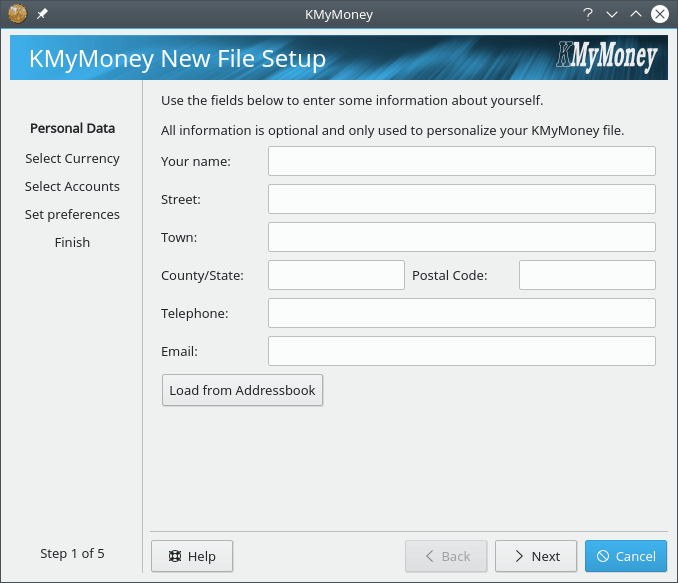 KMyMoney
KMyMoney New File Setup
KMyMoney
Personal Data
Select Currency
Select Accounts
Set preferences
Finish
Step 1 of 5
Use the fields below to enter some information about yourself.
All information is optional and only used to personalize your KMyMoney file.
Your name:
Street:
Town:
County/State: Postal Code:
Telephone:
Email:
Load from Addressbook
Help Back Next Cancel